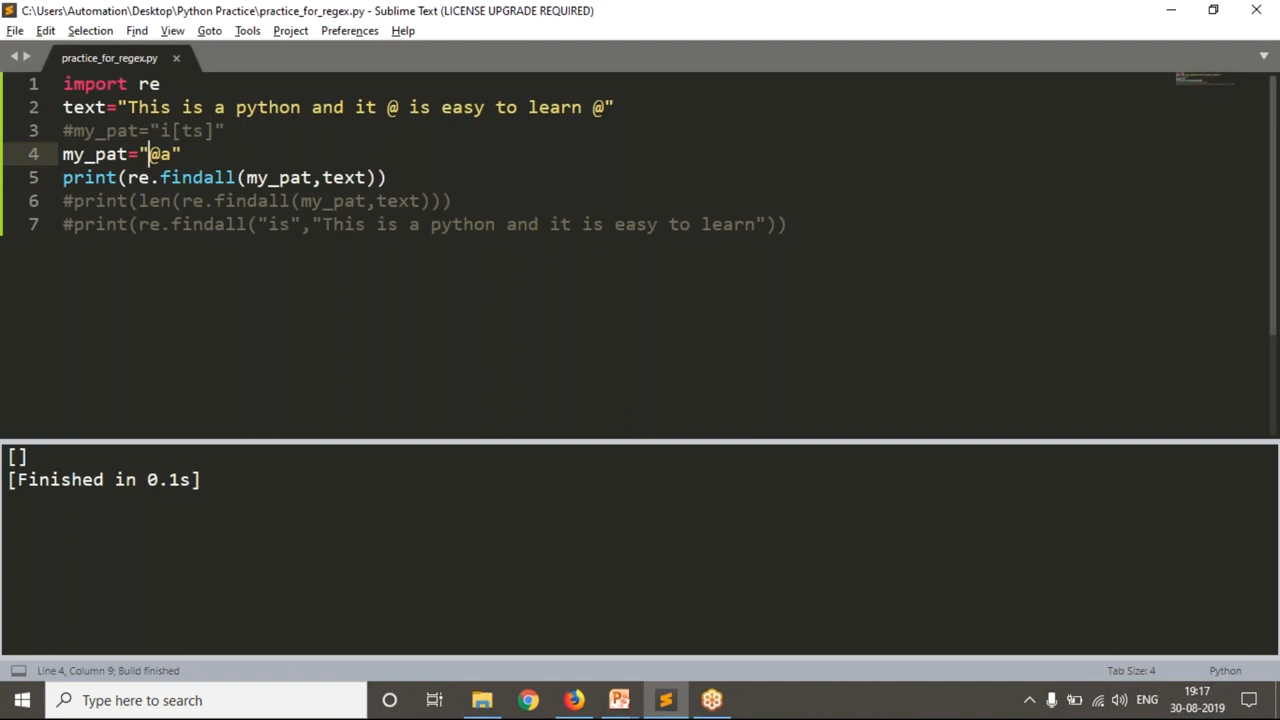 C:\Users\Automation\Desktop\Python Practice\practice_for_regex.py - Sublime Text (LICENSE UPGRADE REQUIRED)
File Edit Selection Find View Goto Tools Project Preferences Help
practice_for_regex.py ×
1 import re
2 text="This is a python and it @ is easy to learn @"
3 #my_pat="i[ts]"
4 my_pat="@a"
5 print(re.findall(my_pat,text))
6 #print(len(re.findall(my_pat,text)))
7 #print(re.findall("is","This is a python and it is easy to learn"))
[]
[Finished in 0.1s]
Line 4, Column 9; Build finished Tab Size: 4 Python
Type here to search ENG 19:17
30-08-2019